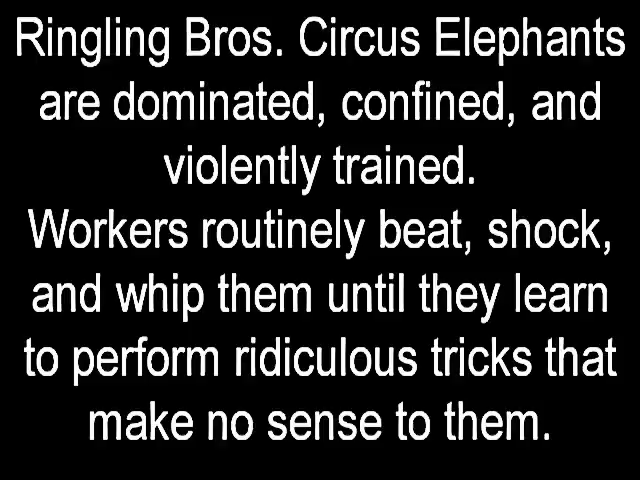 Ringling Bros. Circus Elephants
are dominated, confined, and
violently trained.
Workers routinely beat, shock,
and whip them until they learn
to perform ridiculous tricks that
make no sense to them.